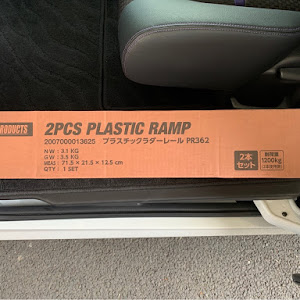 PRODUCTS
2PCS PLASTIC RAMP
2007000013625 プラスチックラダーレール PR362
N.W : 3.1 KG
G.W : 3.5 KG
MEAS : 71.5 × 21.5 × 12.5 cm
QTY : 1 SET
2本
セット
耐荷重
1200kg